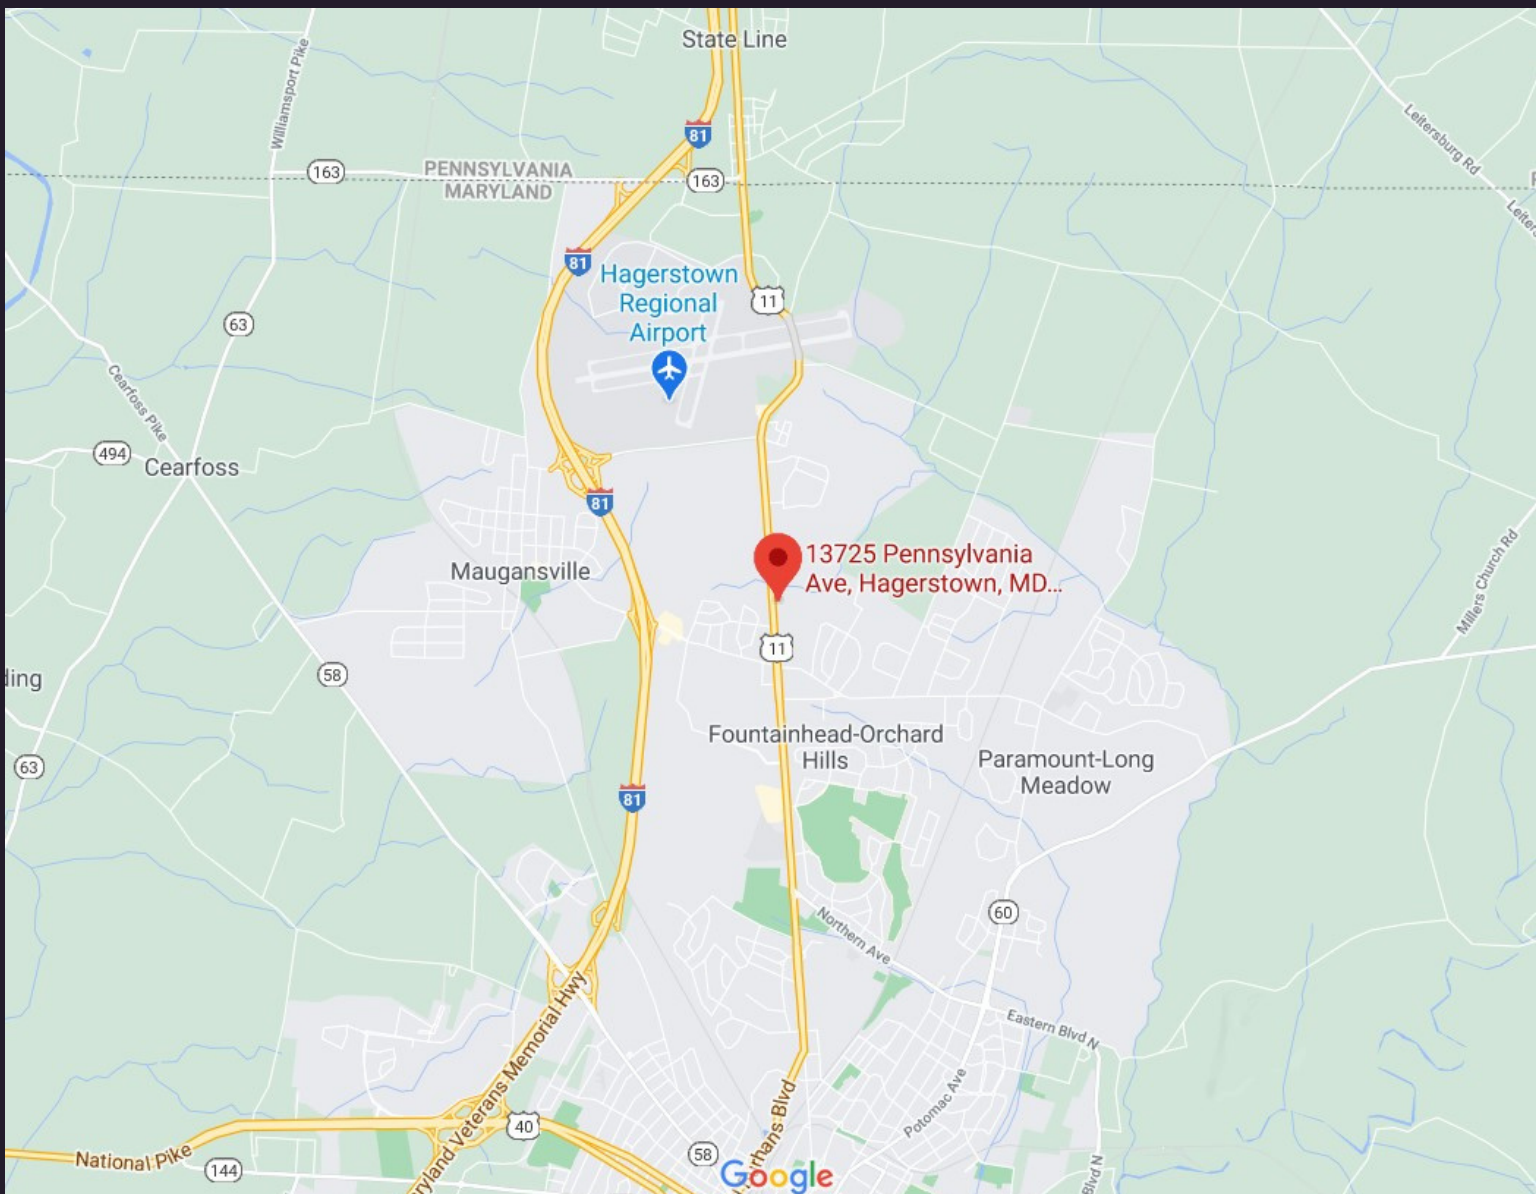 State Line
Williamsport Pike
81
Leitersburg Rd
163
PENNSYLVANIA
MARYLAND
163
81
Hagerstown
Regional
Airport
11
63
Cearfoss Pike
494
Cearfoss
81
13725 Pennsylvania
Ave, Hagerstown, MD...
Maugansville
Millers Church Rd
11
58
63
Fountainhead-Orchard
Hills
Paramount-Long
Meadow
81
60
Northern Ave
Eastern Blvd N
Veterans Memorial Hwy
Potomac Ave
40
National Pike
144
58
Blvd
Google
Blvd N